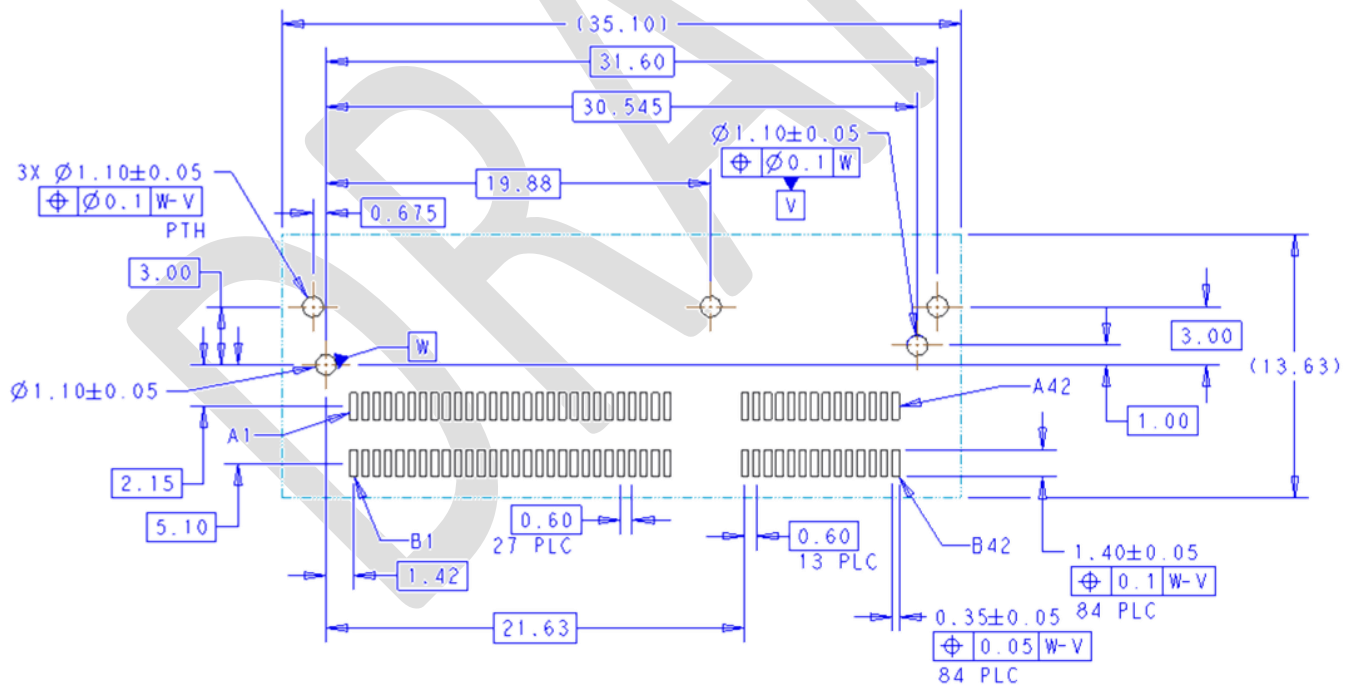 (35.10)
31.60
30.545
Ø1.10±0.05
⌖ Ø0.1 W
V
3X Ø1.10±0.05
⌖ Ø0.1 W-V
PTH
19.88
0.675
3.00
W
3.00
(13.63)
Ø1.10±0.05
A42
A1
1.00
2.15
5.10
B1
0.60
27 PLC
0.60
13 PLC
B42
1.42
1.40±0.05
⌖ 0.1 W-V
84 PLC
21.63
0.35±0.05
⌖ 0.05 W-V
84 PLC
DRA